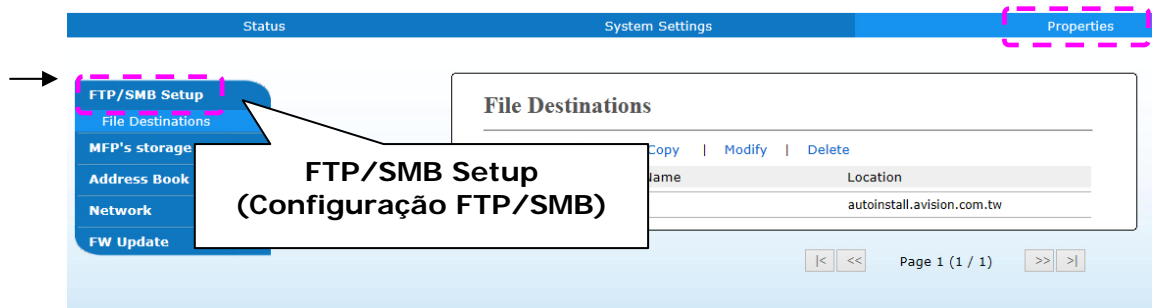 Status System Settings Properties
FTP/SMB Setup
File Destinations
MFP's storage
Address Book
Network
FW Update
FTP/SMB Setup
(Configuração FTP/SMB)
File Destinations
Copy | Modify | Delete
Location
autoinstall.avision.com.tw
|< << Page 1 (1 / 1) >> >|